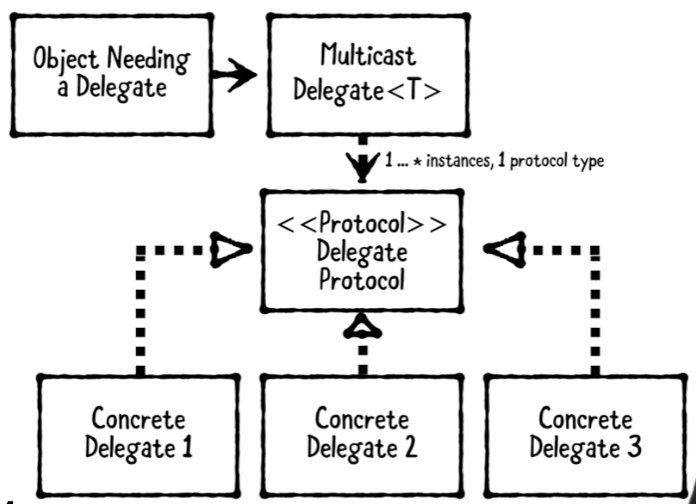 Object Needing
a Delegate
Multicast
Delegate<T>
1 ... * instances, 1 protocol type
<<Protocol>>
Delegate
Protocol
Concrete
Delegate 1
Concrete
Delegate 2
Concrete
Delegate 3